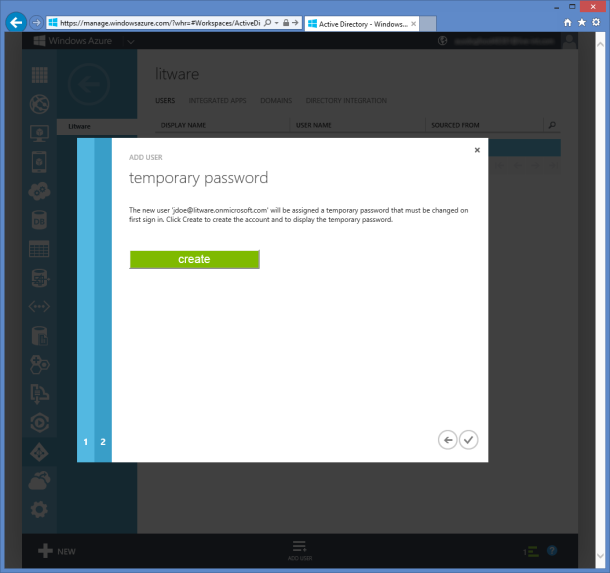 https://manage.windowsazure.com/?whr=#Workspaces/ActiveDi
Active Directory - Windows...
Windows Azure
litware
USERS INTEGRATED APPS DOMAINS DIRECTORY INTEGRATION
Litware
DISPLAY NAME USER NAME SOURCED FROM
ADD USER
temporary password
The new user 'jdoe@litware.onmicrosoft.com' will be assigned a temporary password that must be changed on
first sign in. Click Create to create the account and to display the temporary password.
create
1 2
NEW
ADD USER
1
?